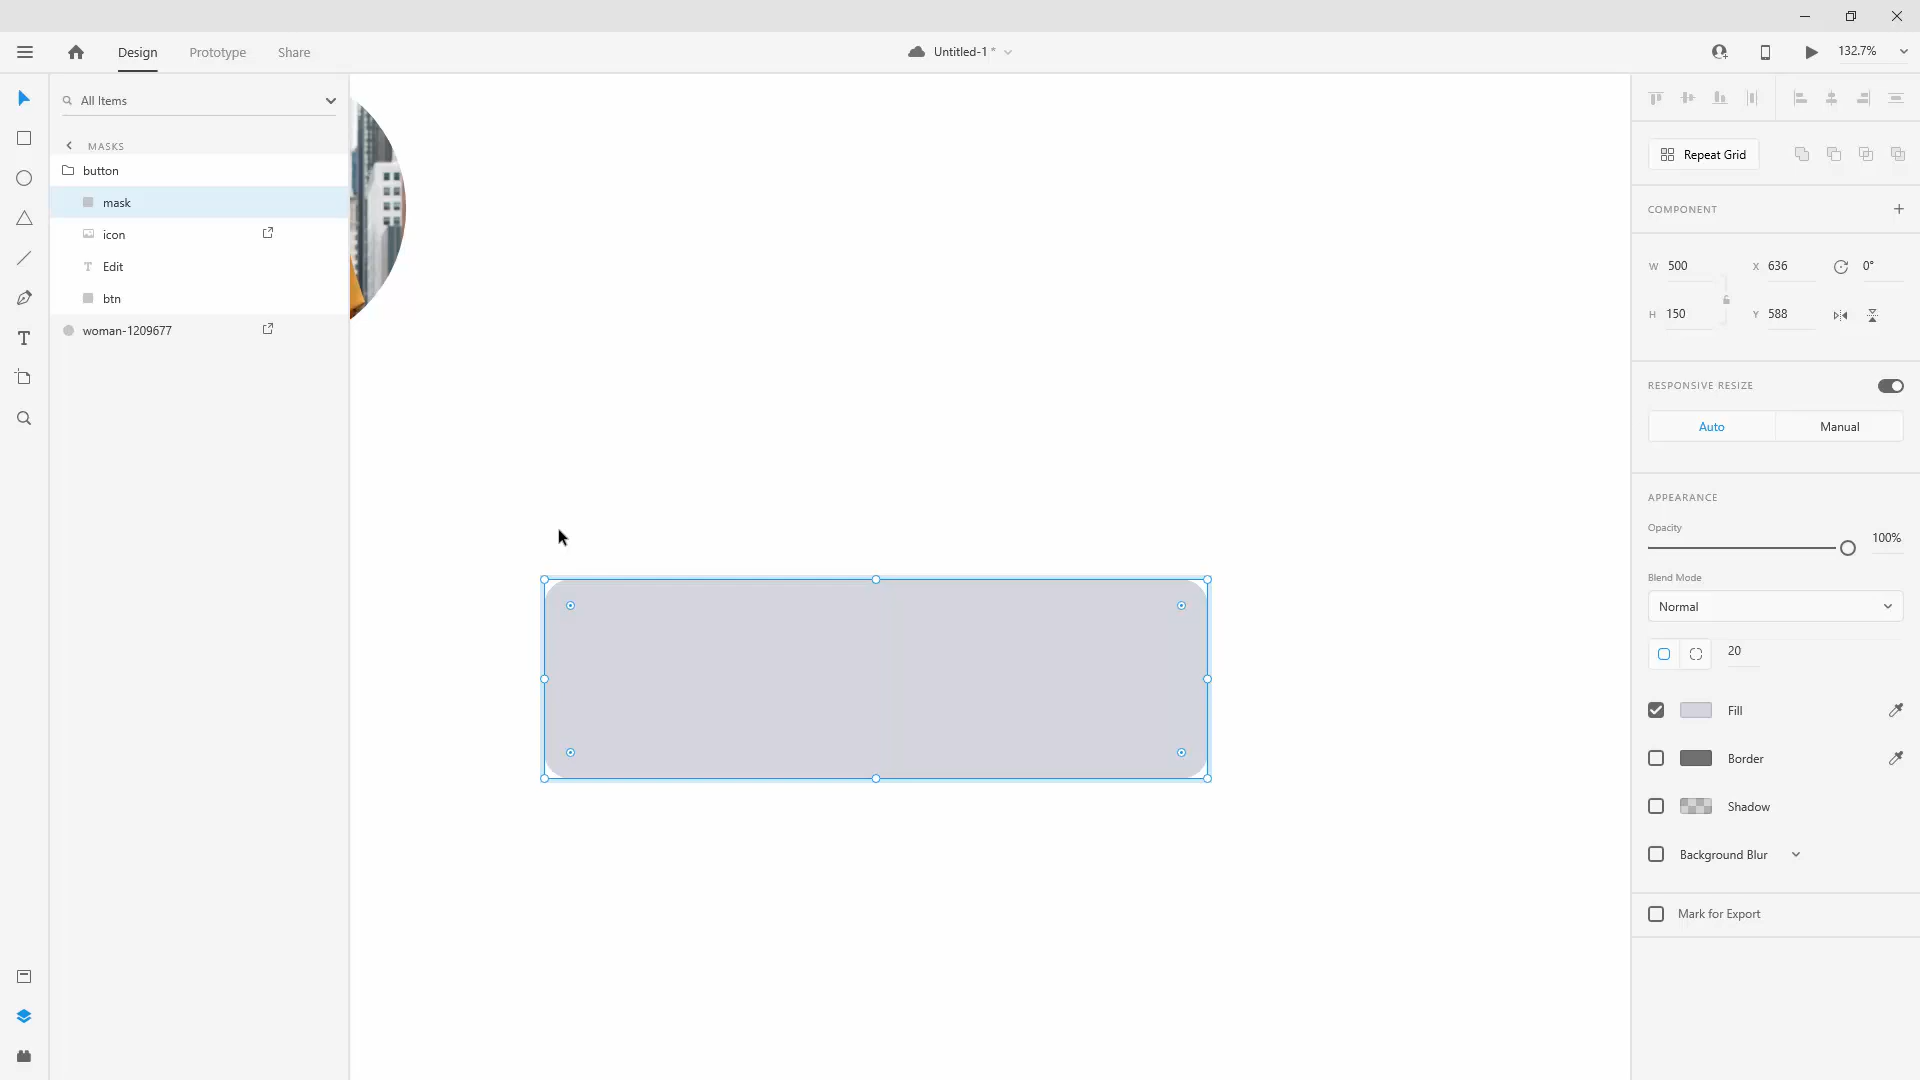 Design
Prototype
Share
Untitled-1 *
132.7%
All Items
MASKS
button
mask
icon
Edit
btn
woman-1209677
Repeat Grid
COMPONENT
W 500
X 636
0°
H 150
Y 588
RESPONSIVE RESIZE
Auto
Manual
APPEARANCE
Opacity
100%
Blend Mode
Normal
20
Fill
Border
Shadow
Background Blur
Mark for Export